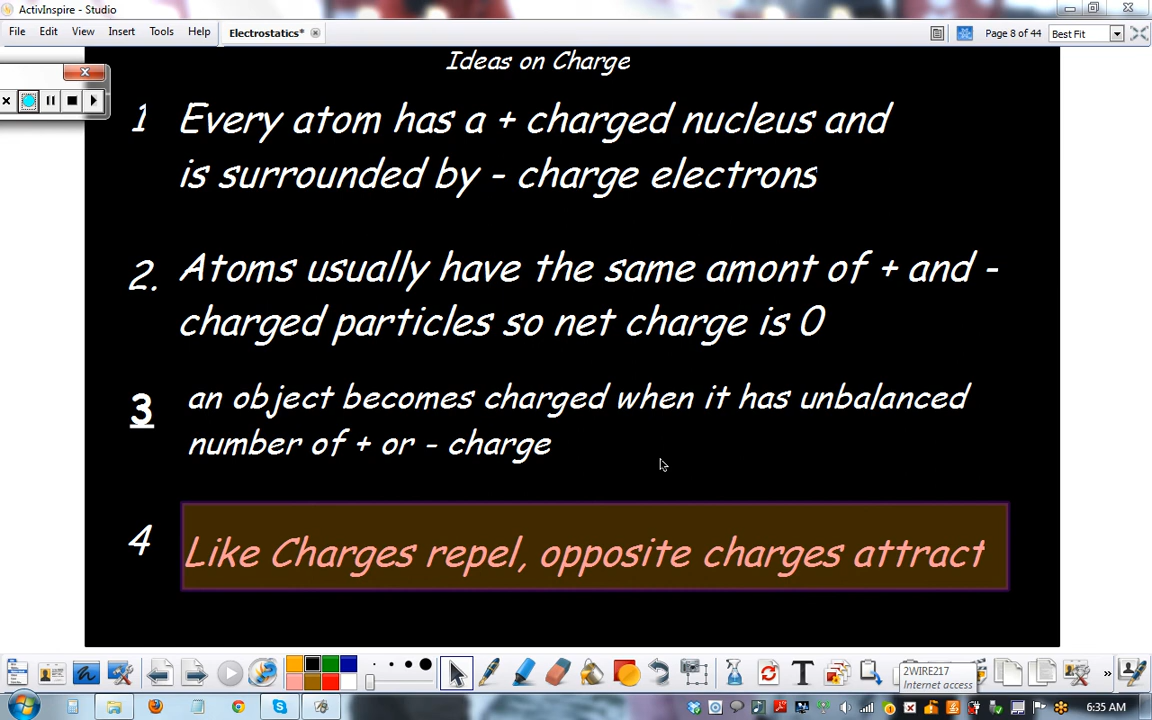 ActivInspire - Studio
File Edit View Insert Tools Help Electrostatics* Page 8 of 44 Best Fit
Ideas on Charge
1 Every atom has a + charged nucleus and
is surrounded by - charge electrons
2. Atoms usually have the same amont of + and -
charged particles so net charge is 0
3 an object becomes charged when it has unbalanced
number of + or - charge
4 Like Charges repel, opposite charges attract
2WIRE217
Internet access
6:35 AM